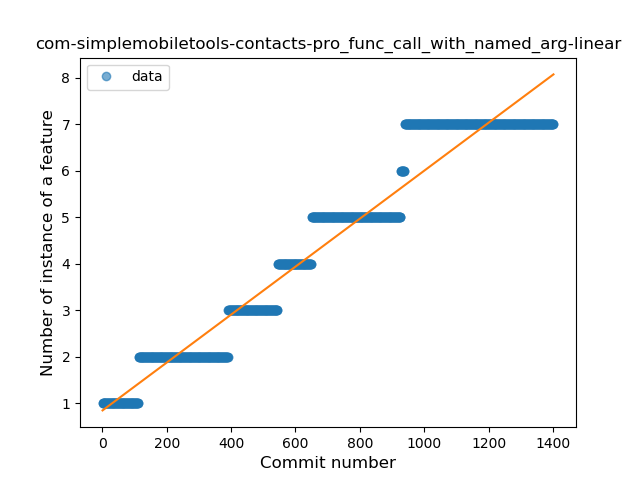 com-simplemobiletools-contacts-pro_func_call_with_named_arg-linear
data
Number of instance of a feature
8
7
6
5
4
3
2
1
0 200 400 600 800 1000 1200 1400
Commit number